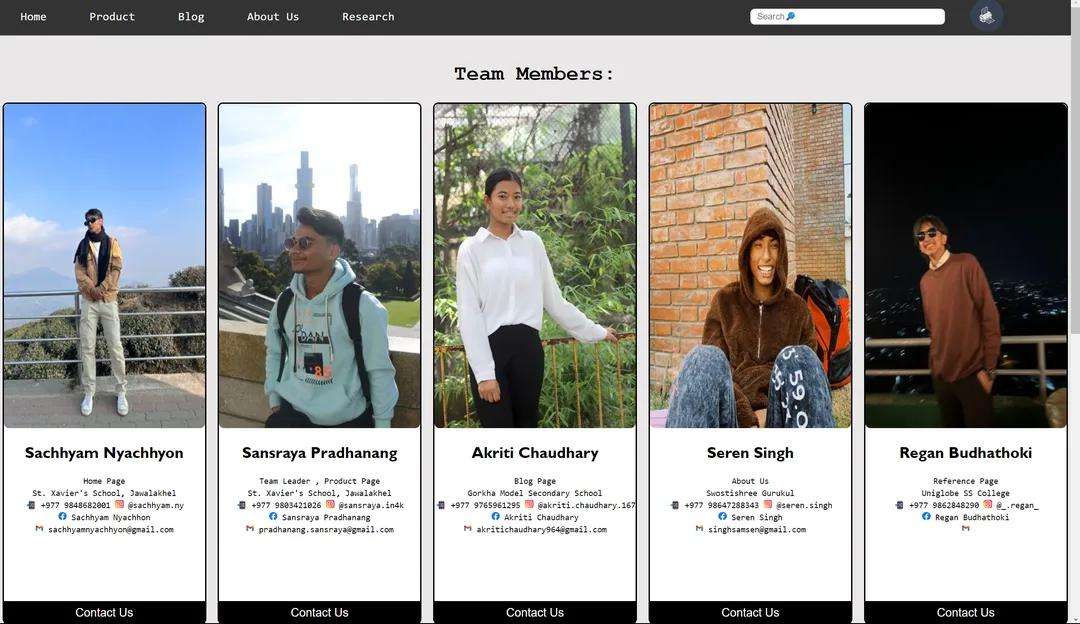 Home Product Blog About Us Research Search
Team Members:
Sachhyam Nyachhyon
Home Page
St. Xavier's School, Jawalakhel
+977 9848682001 @sachhyam.ny
Sachhyam Nyachhon
sachhyamnyachhyon@gmail.com
Contact Us
DAN
85
Sansraya Pradhanang
Team Leader , Product Page
St. Xavier's School, Jawalakhel
+977 9803421026 @sansraya.in4k
Sansraya Pradhanang
pradhanang.sansraya@gmail.com
Contact Us
Akriti Chaudhary
Blog Page
Gorkha Model Secondary School
+977 9765961295 @akriti.chaudhary.167
Akriti Chaudhary
akritichaudhary964@gmail.com
Contact Us
Seren Singh
About Us
Swostishree Gurukul
+977 98647288343 @seren.singh
Seren Singh
singhsamsen@gmail.com
Contact Us
Regan Budhathoki
Reference Page
Uniglobe SS College
+977 9862848290 @_.regan_
Regan Budhathoki
Contact Us